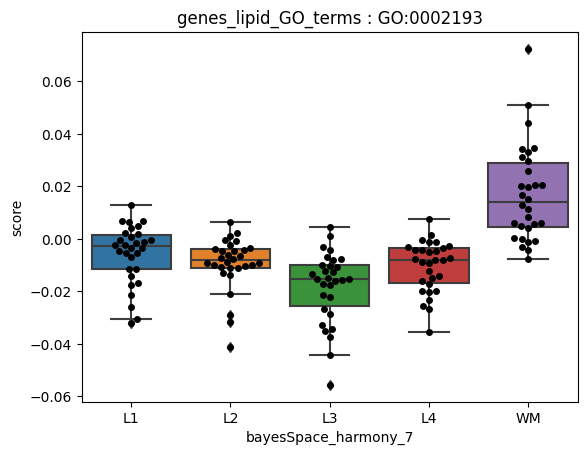 genes_lipid_GO_terms : GO:0002193
0.06
0.04
0.02
0.00
−0.02
−0.04
−0.06
score
L1 L2 L3 L4 WM
bayesSpace_harmony_7